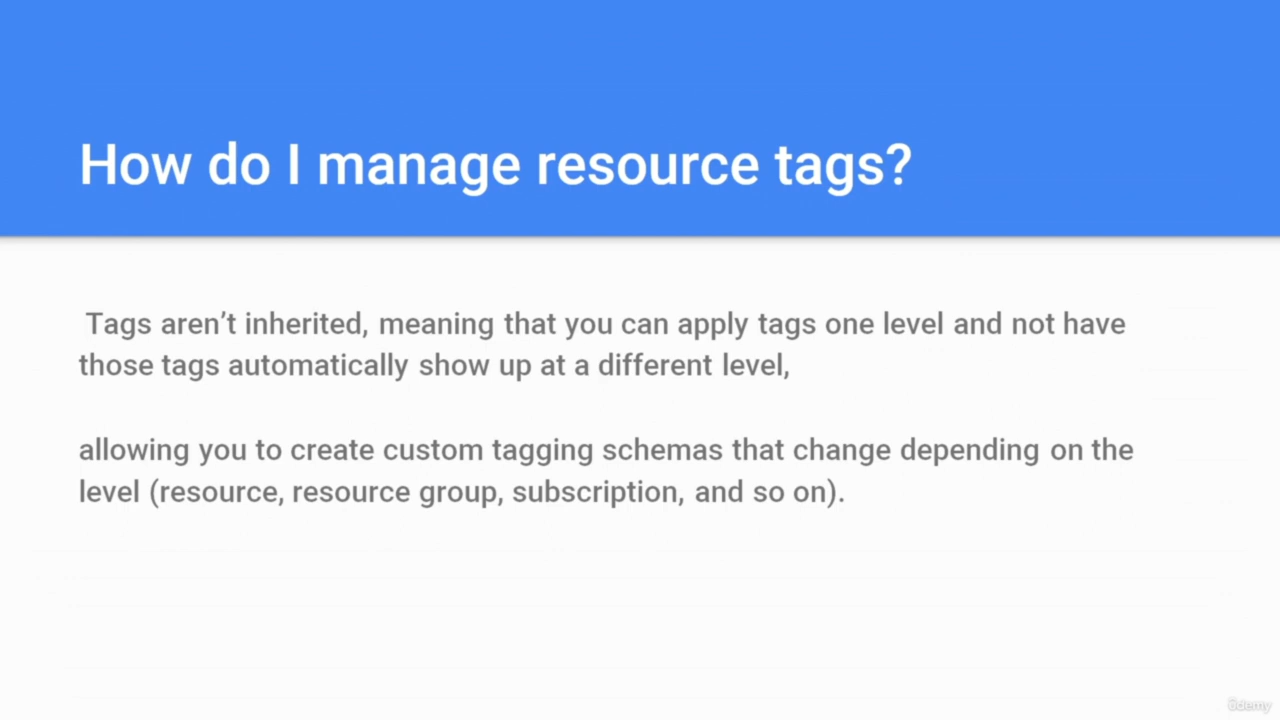 How do I manage resource tags?
Tags aren’t inherited, meaning that you can apply tags one level and not have
those tags automatically show up at a different level,
allowing you to create custom tagging schemas that change depending on the
level (resource, resource group, subscription, and so on).
ûdemy